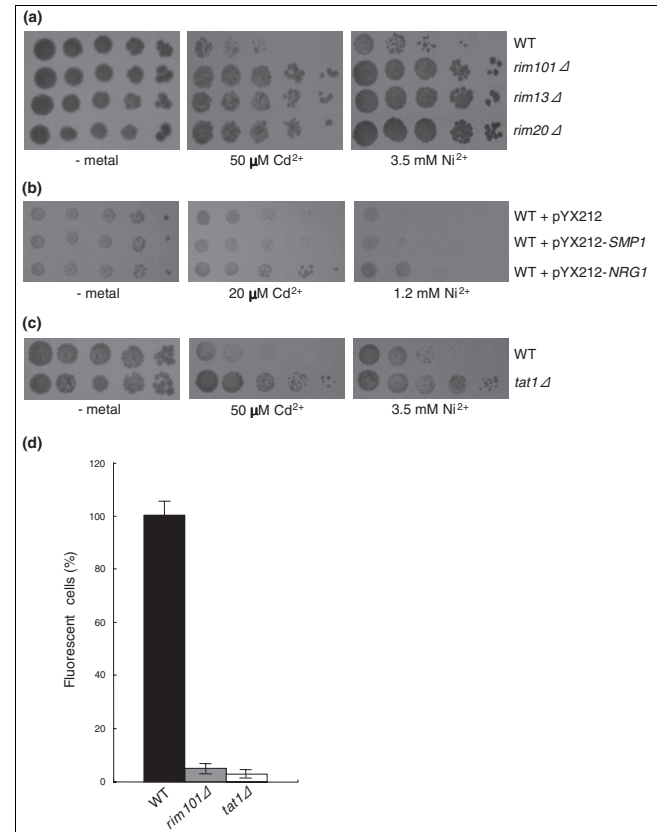 (a)
WT
rim101Δ
rim13Δ
rim20Δ
- metal
50 μM Cd2+
3.5 mM Ni2+
(b)
WT + pYX212
WT + pYX212-SMP1
WT + pYX212-NRG1
- metal
20 μM Cd2+
1.2 mM Ni2+
(c)
WT
tat1Δ
- metal
50 μM Cd2+
3.5 mM Ni2+
(d)
120
100
80
60
40
20
0
Fluorescent cells (%)
WT
rim101Δ
tat1Δ